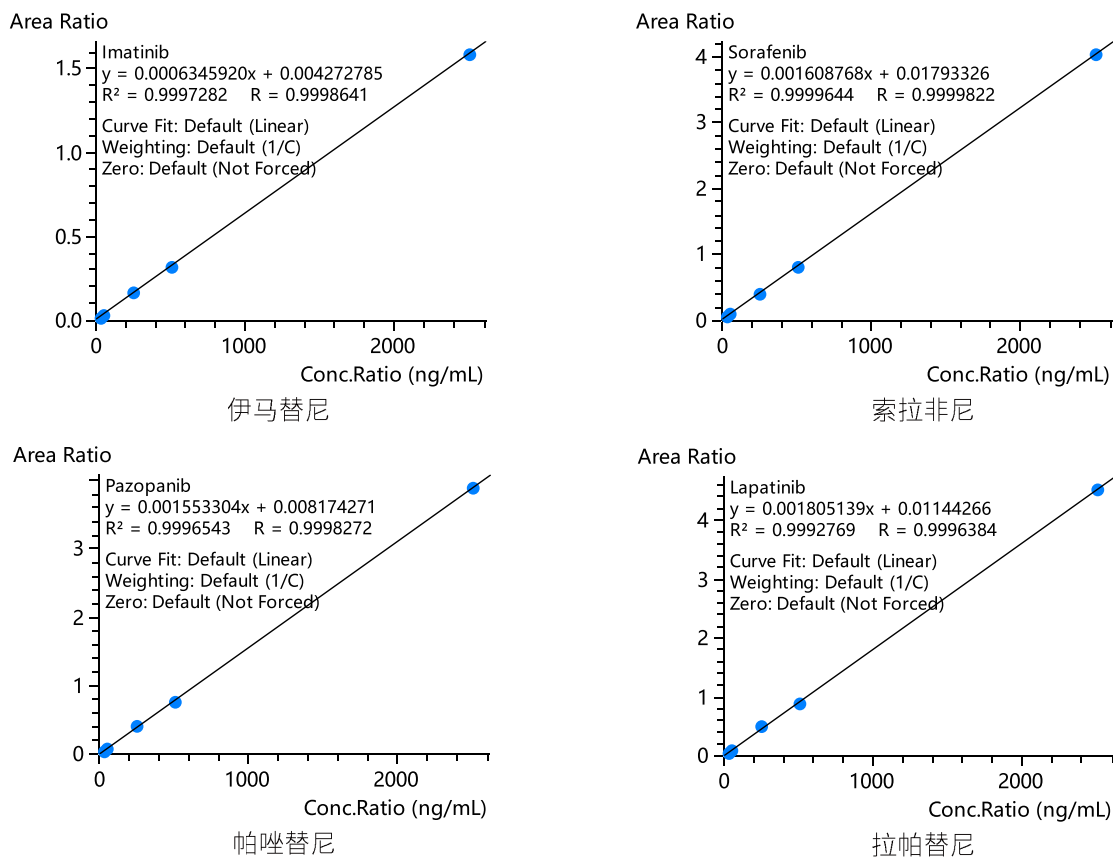 Area Ratio
Imatinib
y = 0.0006345920x + 0.004272785
R² = 0.9997282 R = 0.9998641
Curve Fit: Default (Linear)
Weighting: Default (1/C)
Zero: Default (Not Forced)
1.5
1.0
0.5
0.0
0 1000 2000
Conc.Ratio (ng/mL)
伊马替尼
Area Ratio
Sorafenib
y = 0.001608768x + 0.01793326
R² = 0.9999644 R = 0.9999822
Curve Fit: Default (Linear)
Weighting: Default (1/C)
Zero: Default (Not Forced)
4
3
2
1
0
0 1000 2000
Conc.Ratio (ng/mL)
索拉非尼
Area Ratio
Pazopanib
y = 0.001553304x + 0.008174271
R² = 0.9996543 R = 0.9998272
Curve Fit: Default (Linear)
Weighting: Default (1/C)
Zero: Default (Not Forced)
3
2
1
0
0 1000 2000
Conc.Ratio (ng/mL)
帕唑替尼
Area Ratio
Lapatinib
y = 0.001805139x + 0.01144266
R² = 0.9992769 R = 0.9996384
Curve Fit: Default (Linear)
Weighting: Default (1/C)
Zero: Default (Not Forced)
4
3
2
1
0
0 1000 2000
Conc.Ratio (ng/mL)
拉帕替尼